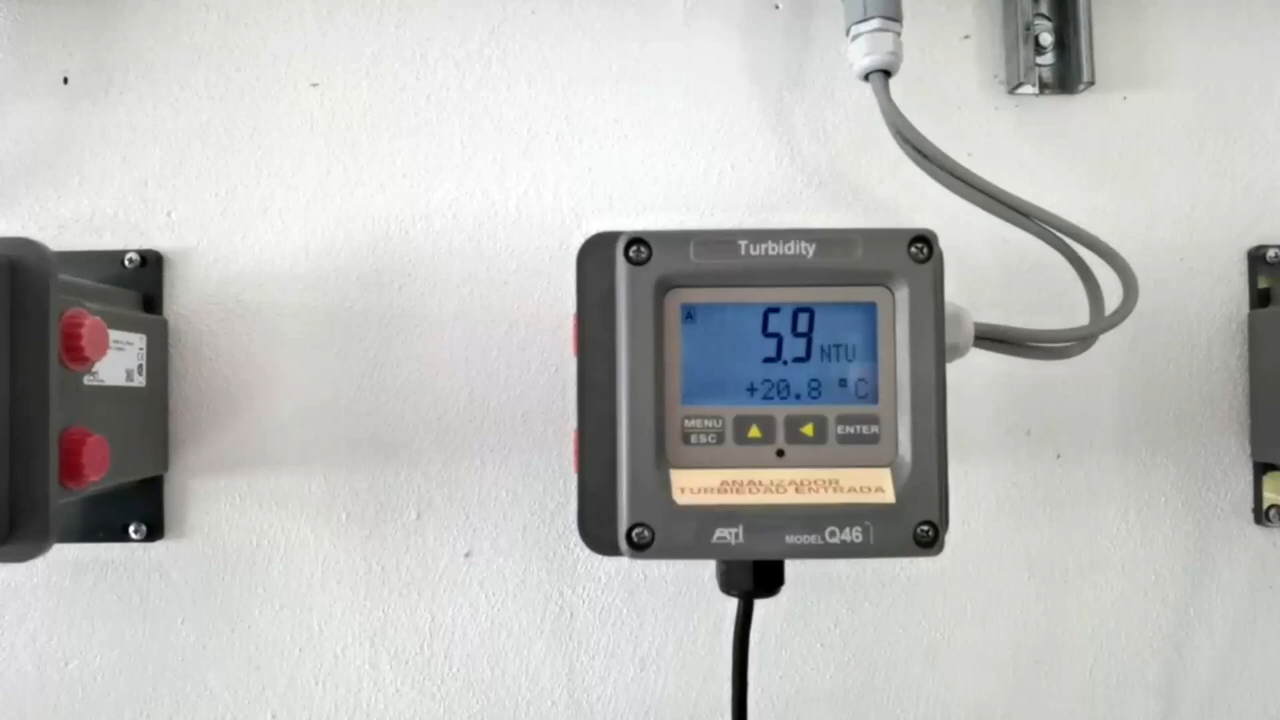 Turbidity
A
5.9 NTU
+20.8 °C
MENU
ESC
ENTER
ANALIZADOR
TURBIEDAD ENTRADA
ATI
MODEL Q46